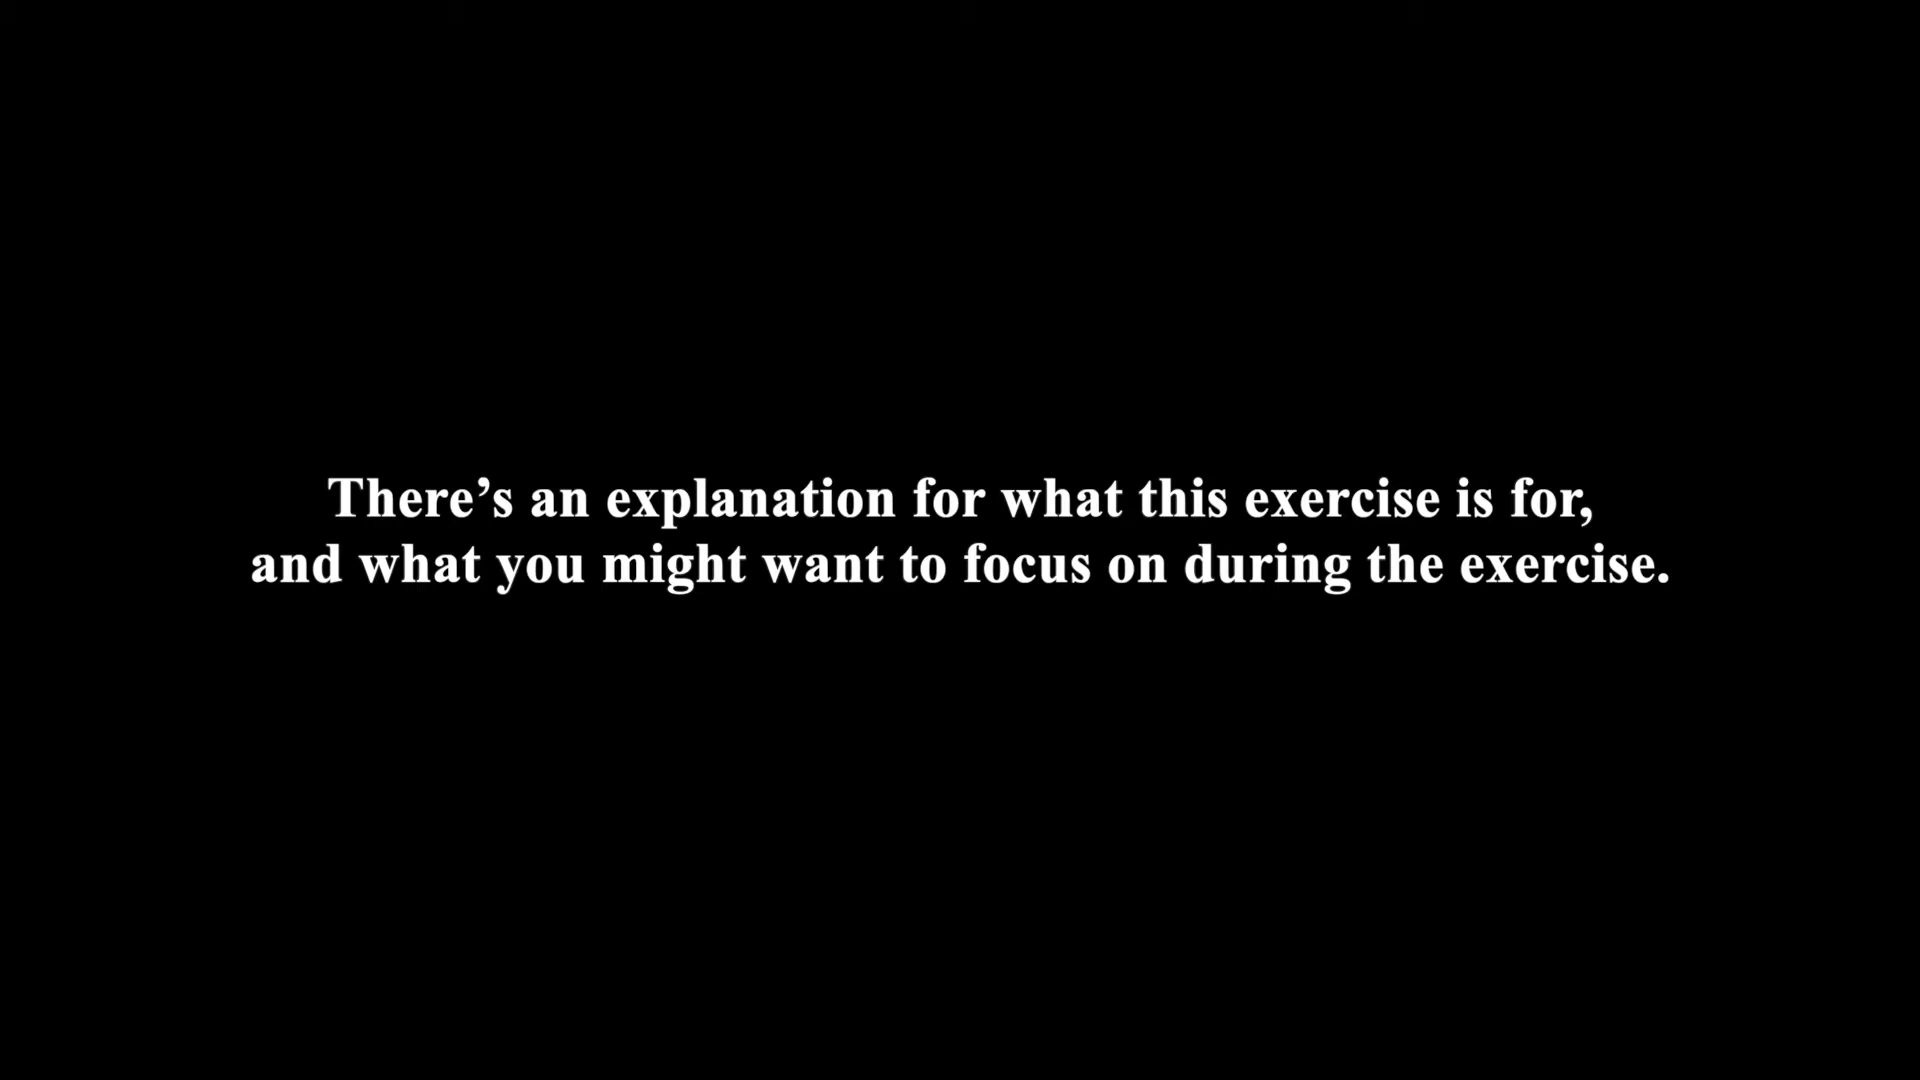 There’s an explanation for what this exercise is for,
and what you might want to focus on during the exercise.